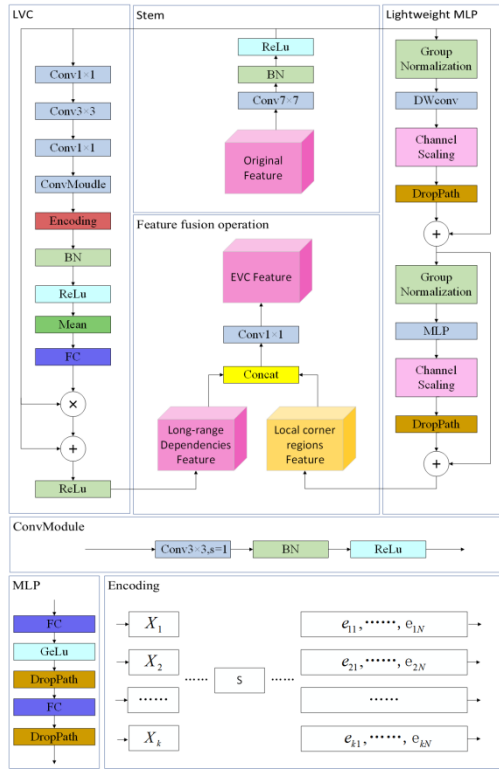 LVC
Conv1×1
Conv3×3
Conv1×1
ConvMoudle
Encoding
BN
ReLu
Mean
FC
×
+
ReLu
Stem
ReLu
BN
Conv7×7
Original
Feature
Feature fusion operation
EVC Feature
Conv1×1
Concat
Long-range
Dependencies
Feature
Local corner
regions
Feature
Lightweight MLP
Group
Normalization
DWconv
Channel
Scaling
DropPath
+
Group
Normalization
MLP
Channel
Scaling
DropPath
+
ConvModule
Conv3×3,s=1
BN
ReLu
MLP
FC
GeLu
DropPath
FC
DropPath
Encoding
X₁
X₂
……
Xₖ
…… S ……
e₁₁,……, e₁N
e₂₁,……, e₂N
……
eₖ₁,……, eₖN